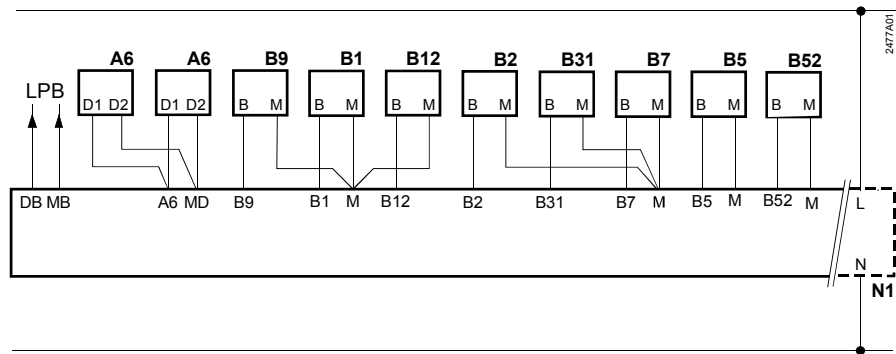 2477A01
A6 A6 B9 B1 B12 B2 B31 B7 B5 B52
LPB
D1 D2 D1 D2 B M B M B M B M B M B M B M B M
DB MB A6 MD B9 B1 M B12 B2 B31 B7 M B5 M B52 M L
N
N1